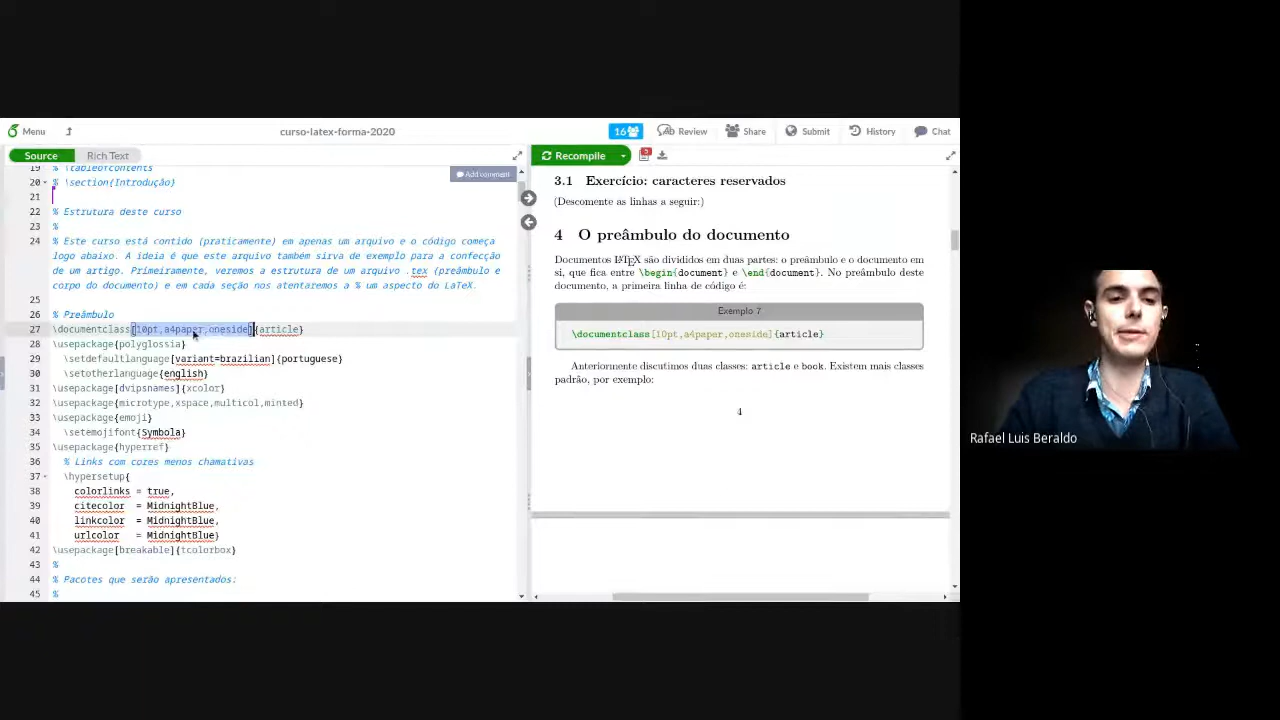 Menu
curso-latex-forma-2020
16
Review
Share
Submit
History
Chat
Source
Rich Text
Recompile
5
Add comment
19 % \tableofcontents
20 % \section{Introdução}
21
22 % Estrutura deste curso
23 %
24 % Este curso está contido (praticamente) em apenas um arquivo e o código começa
logo abaixo. A ideia é que este arquivo também sirva de exemplo para a confecção
de um artigo. Primeiramente, veremos a estrutura de um arquivo .tex (preâmbulo e
corpo do documento) e em cada seção nos atentaremos a % um aspecto do LaTeX.
25
26 % Preâmbulo
27 \documentclass[10pt,a4paper,oneside]{article}
28 \usepackage{polyglossia}
29 \setdefaultlanguage[variant=brazilian]{portuguese}
30 \setotherlanguage{english}
31 \usepackage[dvipsnames]{xcolor}
32 \usepackage{microtype,xspace,multicol,minted}
33 \usepackage{emoji}
34 \setemojifont{Symbola}
35 \usepackage{hyperref}
36 % Links com cores menos chamativas
37 \hypersetup{
38 colorlinks = true,
39 citecolor = MidnightBlue,
40 linkcolor = MidnightBlue,
41 urlcolor = MidnightBlue}
42 \usepackage[breakable]{tcolorbox}
43 %
44 % Pacotes que serão apresentados:
45 %
3.1 Exercício: caracteres reservados
(Descomente as linhas a seguir:)
4 O preâmbulo do documento
Documentos LATEX são divididos em duas partes: o preâmbulo e o documento em
si, que fica entre \begin{document} e \end{document}. No preâmbulo deste
documento, a primeira linha de código é:
Exemplo 7
\documentclass[10pt,a4paper,oneside]{article}
Anteriormente discutimos duas classes: article e book. Existem mais classes
padrão, por exemplo:
4
Rafael Luis Beraldo